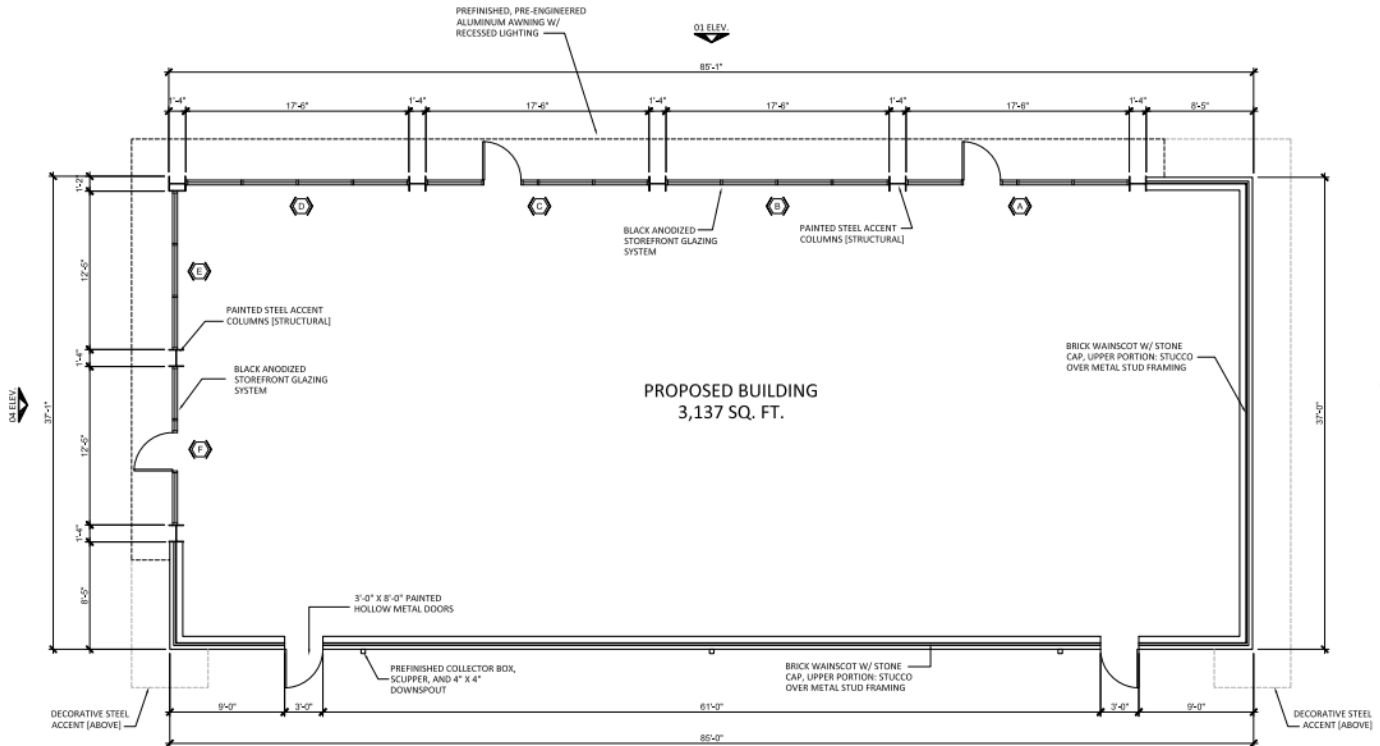 PREFINISHED, PRE-ENGINEERED
ALUMINUM AWNING W/
RECESSED LIGHTING
01 ELEV.
85'-1"
1'-4"
17'-6"
1'-4"
17'-6"
1'-4"
17'-6"
1'-4"
17'-6"
1'-4"
8'-5"
1'-2"
D
C
B
A
BLACK ANODIZED
STOREFRONT GLAZING
SYSTEM
PAINTED STEEL ACCENT
COLUMNS [STRUCTURAL]
12'-5"
E
PAINTED STEEL ACCENT
COLUMNS [STRUCTURAL]
1'-4"
BLACK ANODIZED
STOREFRONT GLAZING
SYSTEM
BRICK WAINSCOT W/ STONE
CAP, UPPER PORTION: STUCCO
OVER METAL STUD FRAMING
PROPOSED BUILDING
3,137 SQ. FT.
04 ELEV.
37'-1"
37'-0"
12'-5"
F
1'-4"
8'-5"
3'-0" X 8'-0" PAINTED
HOLLOW METAL DOORS
PREFINISHED COLLECTOR BOX,
SCUPPER, AND 4" X 4"
DOWNSPOUT
BRICK WAINSCOT W/ STONE
CAP, UPPER PORTION: STUCCO
OVER METAL STUD FRAMING
DECORATIVE STEEL
ACCENT [ABOVE]
9'-0"
3'-0"
61'-0"
3'-0"
9'-0"
DECORATIVE STEEL
ACCENT [ABOVE]
85'-0"